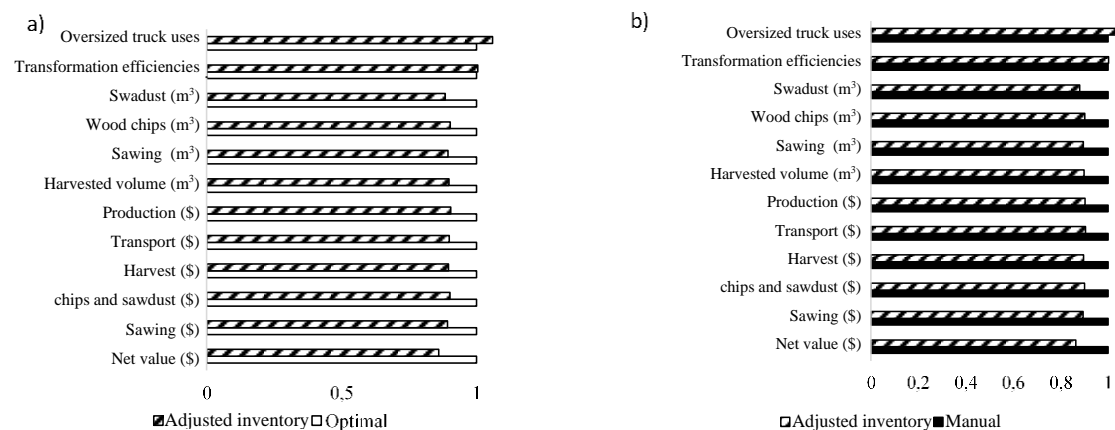 a)
Oversized truck uses
Transformation efficiencies
Swadust (m³)
Wood chips (m³)
Sawing (m³)
Harvested volume (m³)
Production ($)
Transport ($)
Harvest ($)
chips and sawdust ($)
Sawing ($)
Net value ($)
0 0,5 1
Adjusted inventory Optimal
b)
Oversized truck uses
Transformation efficiencies
Swadust (m³)
Wood chips (m³)
Sawing (m³)
Harvested volume (m³)
Production ($)
Transport ($)
Harvest ($)
chips and sawdust ($)
Sawing ($)
Net value ($)
0 0,2 0,4 0,6 0,8 1
Adjusted inventory Manual